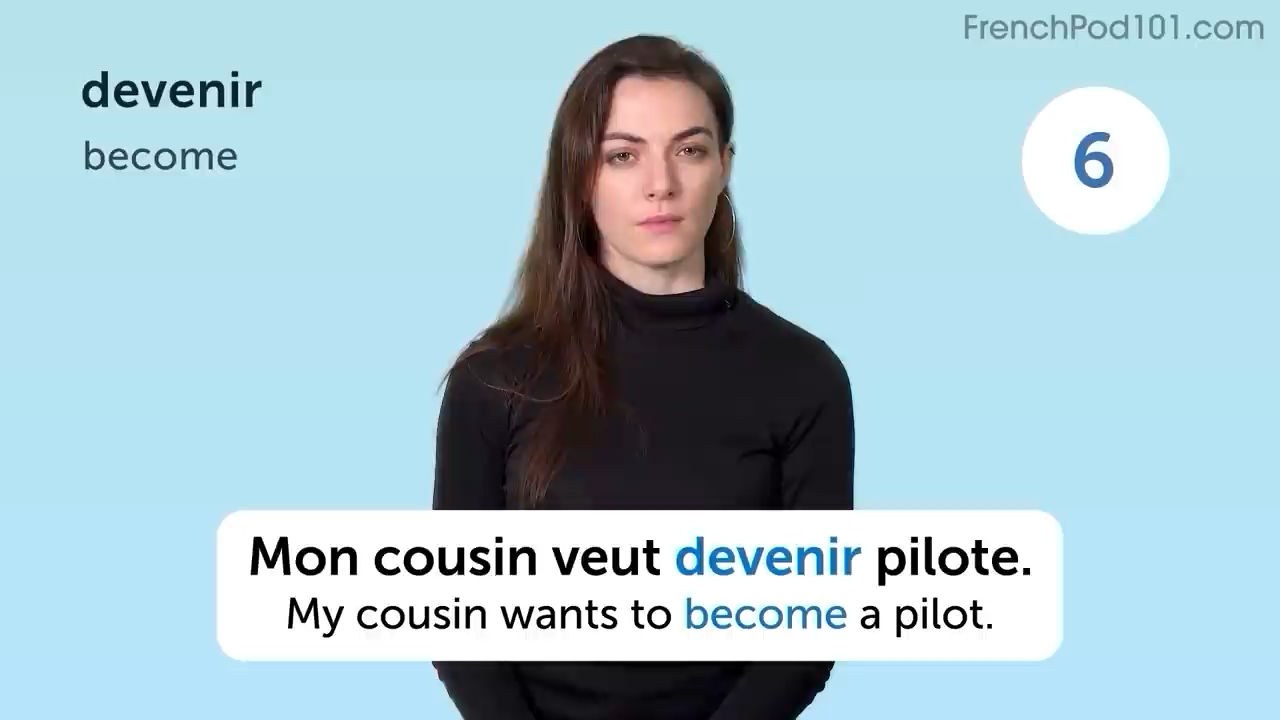 FrenchPod101.com
devenir
become
6
Mon cousin veut devenir pilote.
My cousin wants to become a pilot.